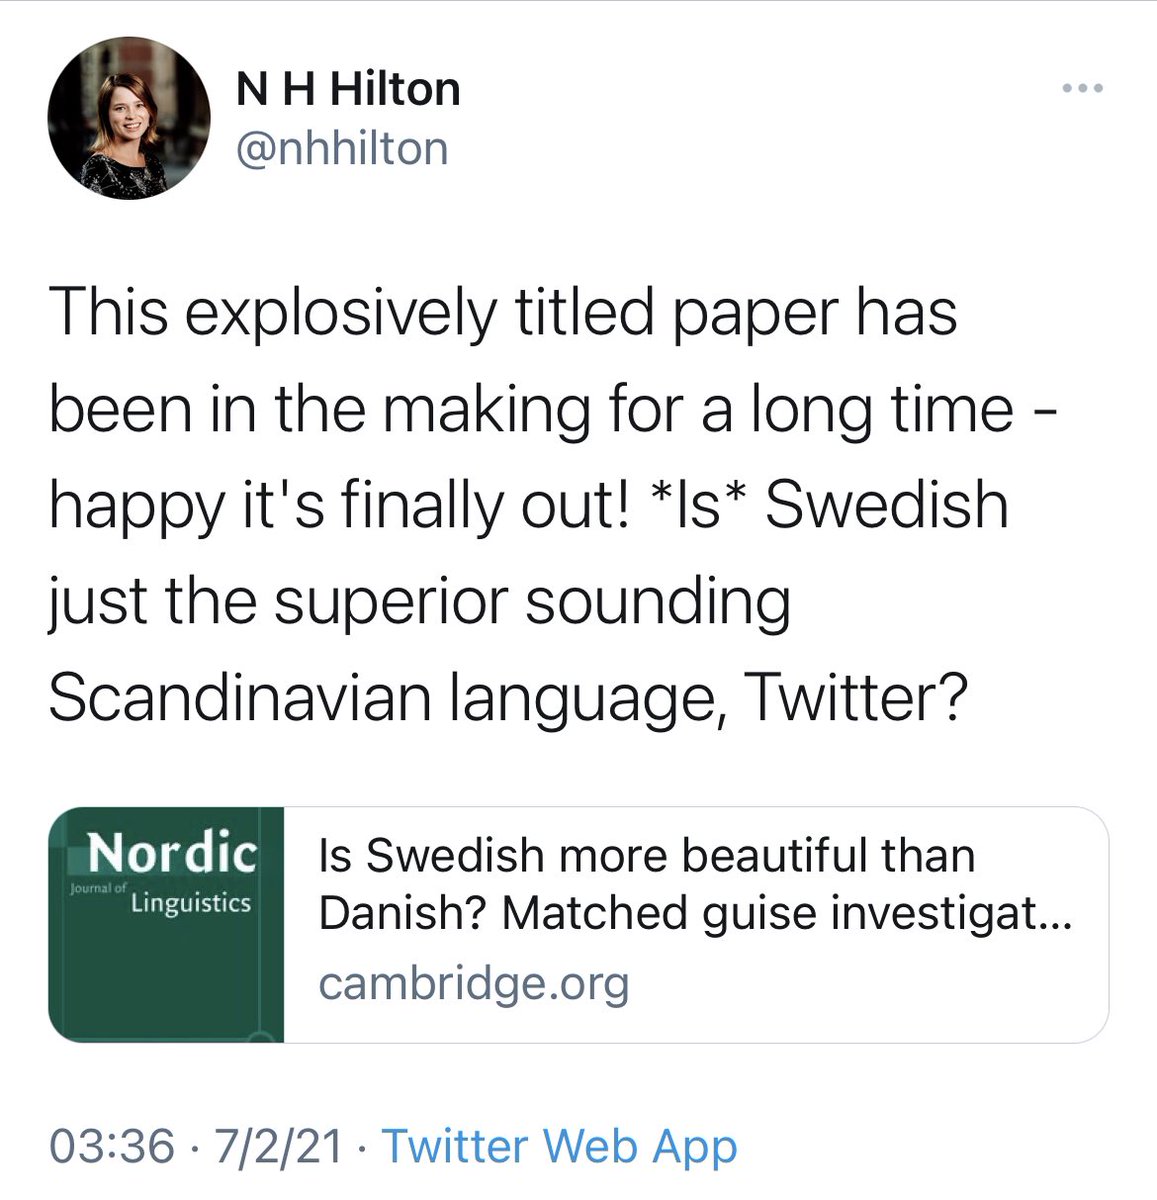 N H Hilton
@nhhilton
This explosively titled paper has
been in the making for a long time -
happy it's finally out! *Is* Swedish
just the superior sounding
Scandinavian language, Twitter?
Nordic
Journal of
Linguistics
Is Swedish more beautiful than
Danish? Matched guise investigat...
cambridge.org
03:36 · 7/2/21 · Twitter Web App